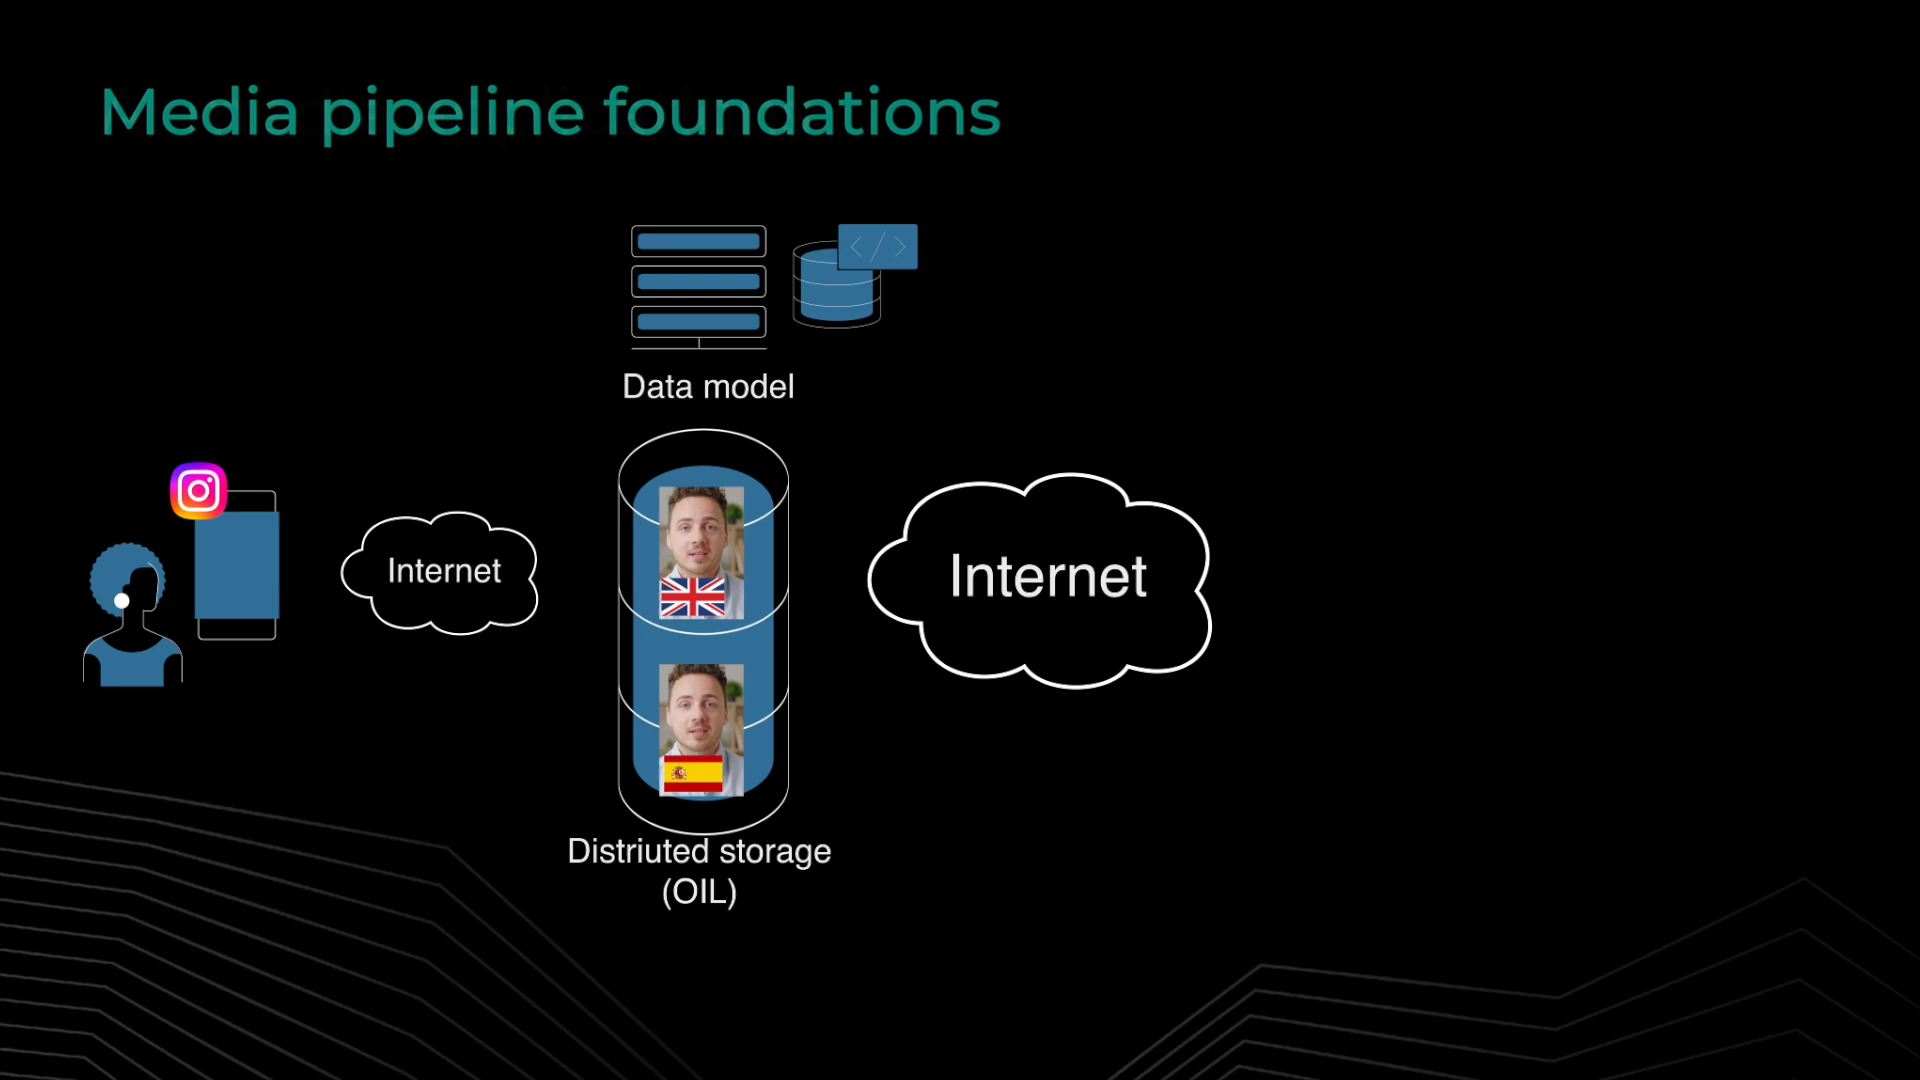 Media pipeline foundations
</>
Data model
Internet
Internet
Distriuted storage
(OIL)